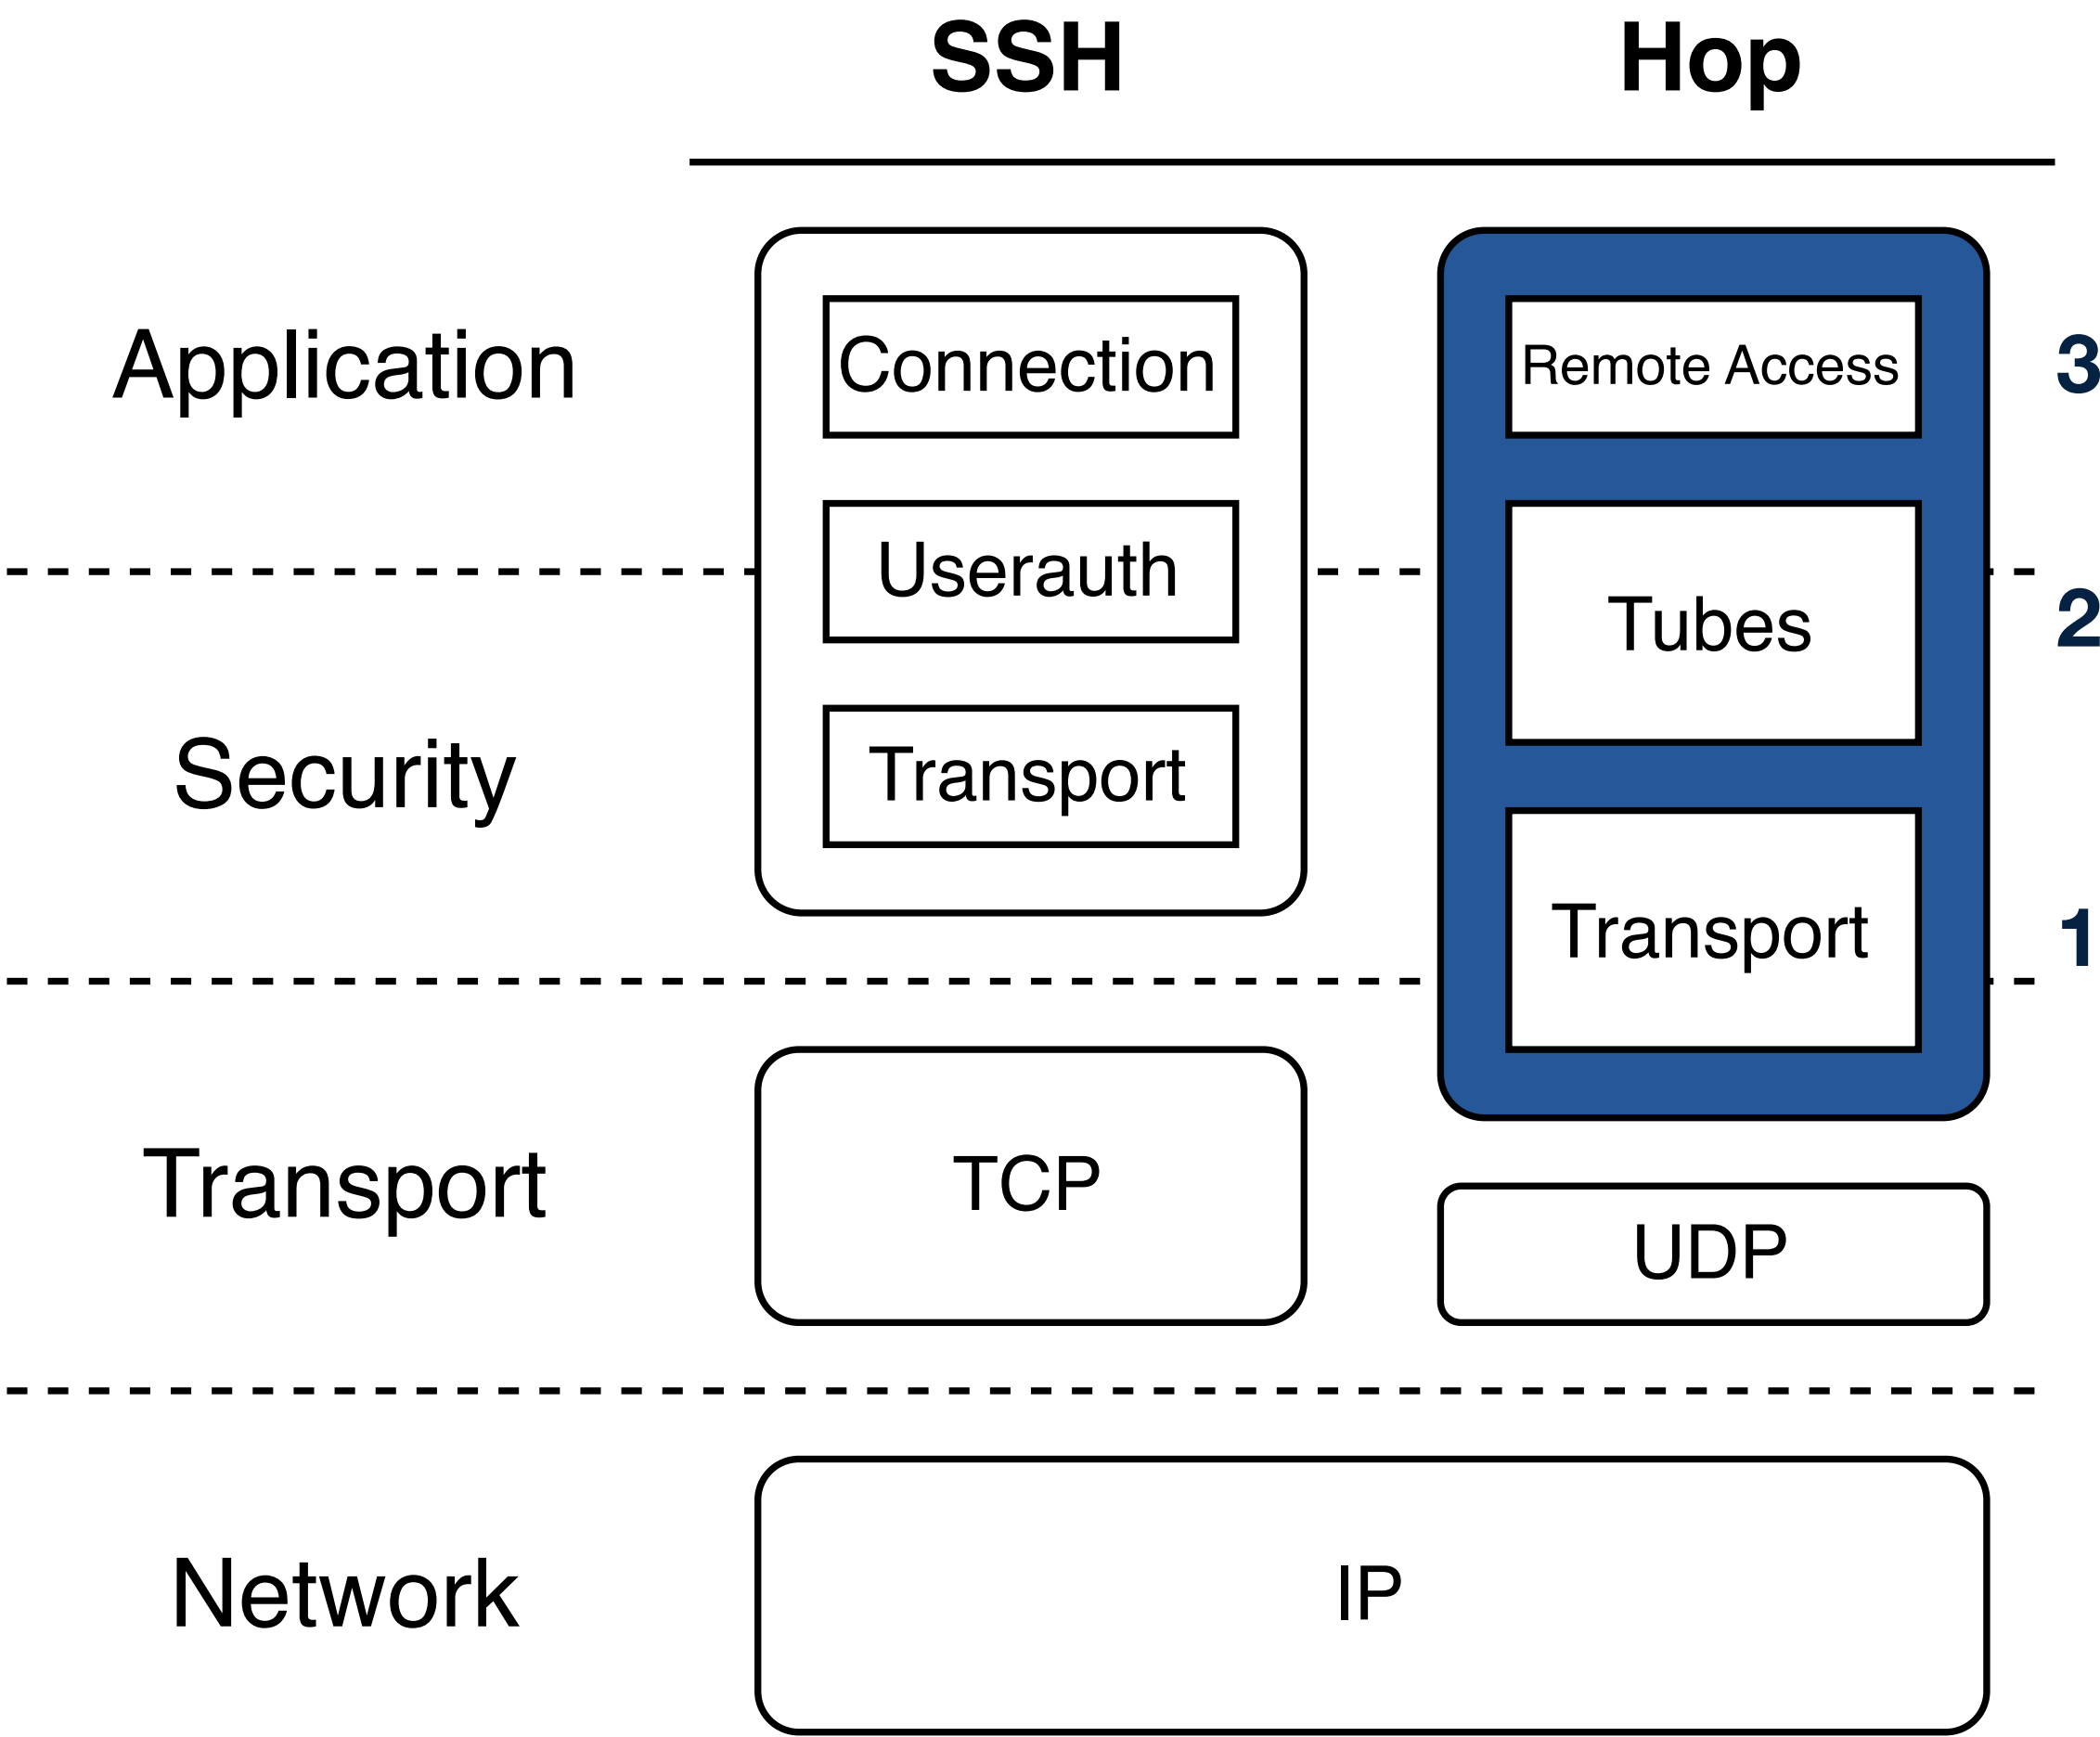 SSH Hop
Application Connection Remote Access 3
Userauth Tubes 2
Security Transport Transport 1
Transport TCP UDP
Network IP